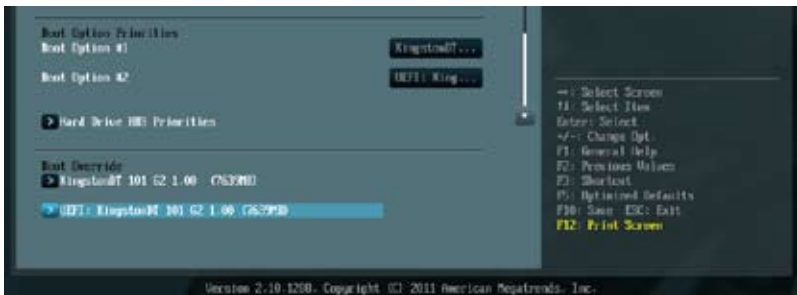 Boot Option Priorities
Boot Option #1 KingstonDT...
Boot Option #2 UEFI: King...
Hard Drive BBS Priorities
Boot Override
KingstonDT 101 G2 1.00 (7639MB)
UEFI: KingstonDT 101 G2 1.00 (7639MB)
→←: Select Screen
↑↓: Select Item
Enter: Select
+/-: Change Opt.
F1: General Help
F2: Previous Values
F3: Shortcut
F5: Optimized Defaults
F10: Save ESC: Exit
F12: Print Screen
Version 2.10.1208. Copyright (C) 2011 American Megatrends, Inc.